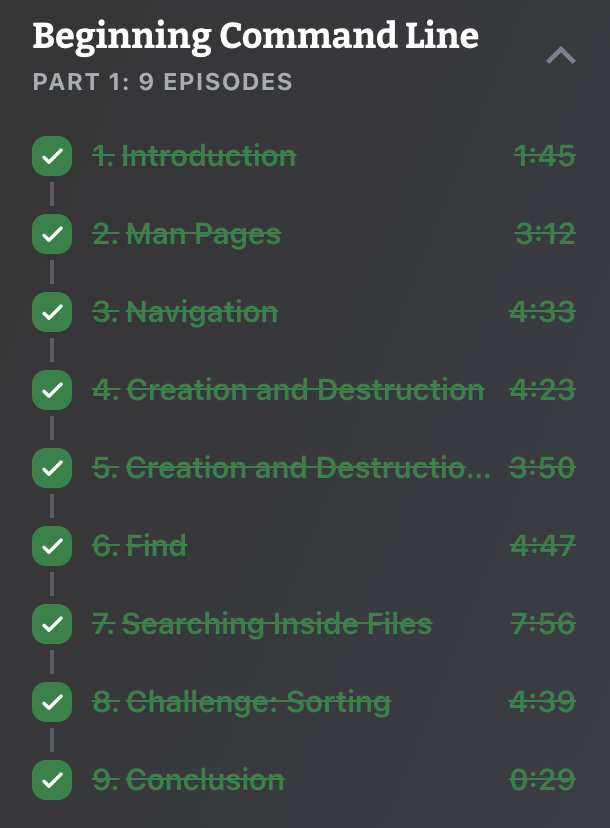 Beginning Command Line
PART 1: 9 EPISODES
1. Introduction 1:45
2. Man Pages 3:12
3. Navigation 4:33
4. Creation and Destruction 4:23
5. Creation and Destructio... 3:50
6. Find 4:47
7. Searching Inside Files 7:56
8. Challenge: Sorting 4:39
9. Conclusion 0:29